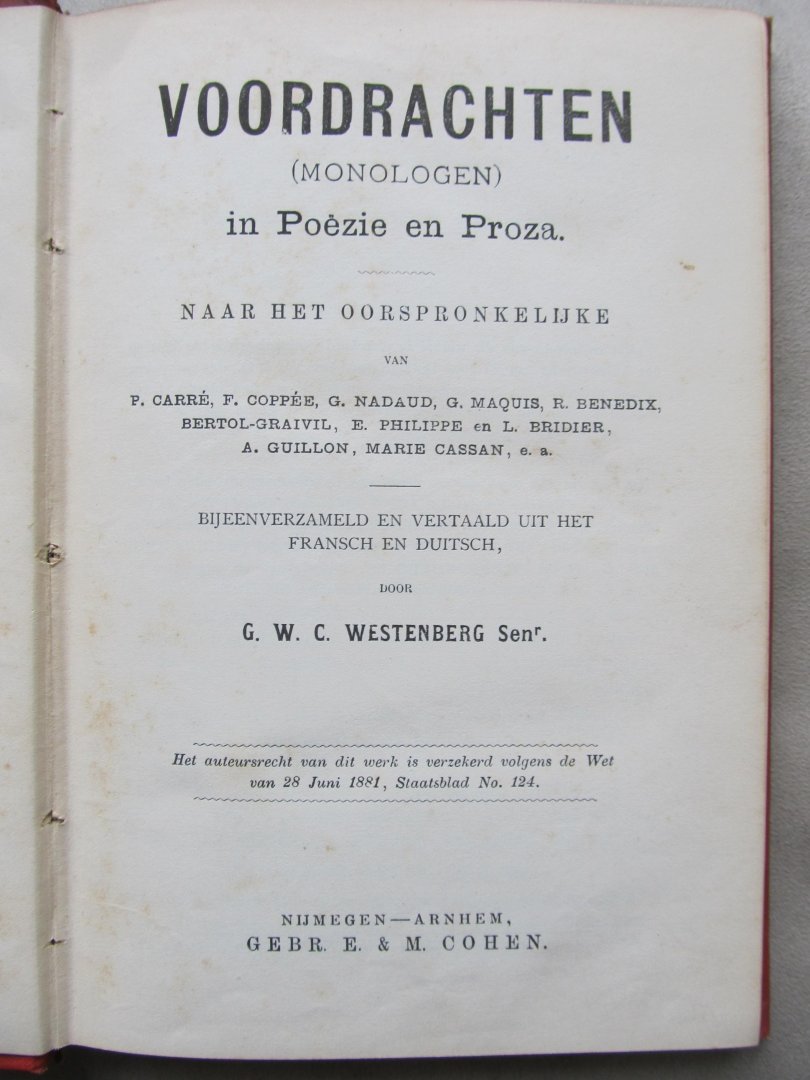 VOORDRACHTEN
(MONOLOGEN)
in Poèzie en Proza.
NAAR HET OORSPRONKELIJKE
VAN
P. CARRÉ, F. COPPÉE, G. NADAUD, G. MAQUIS, R. BENEDIX,
BERTOL-GRAIVIL, E. PHILIPPE en L. BRIDIER,
A. GUILLON, MARIE CASSAN, e. a.
BIJEENVERZAMELD EN VERTAALD UIT HET
FRANSCH EN DUITSCH,
DOOR
G. W. C. WESTENBERG Senr.
Het auteursrecht van dit werk is verzekerd volgens de Wet
van 28 Juni 1881, Staatsblad No. 124.
NIJMEGEN—ARNHEM,
GEBR. E. & M. COHEN.